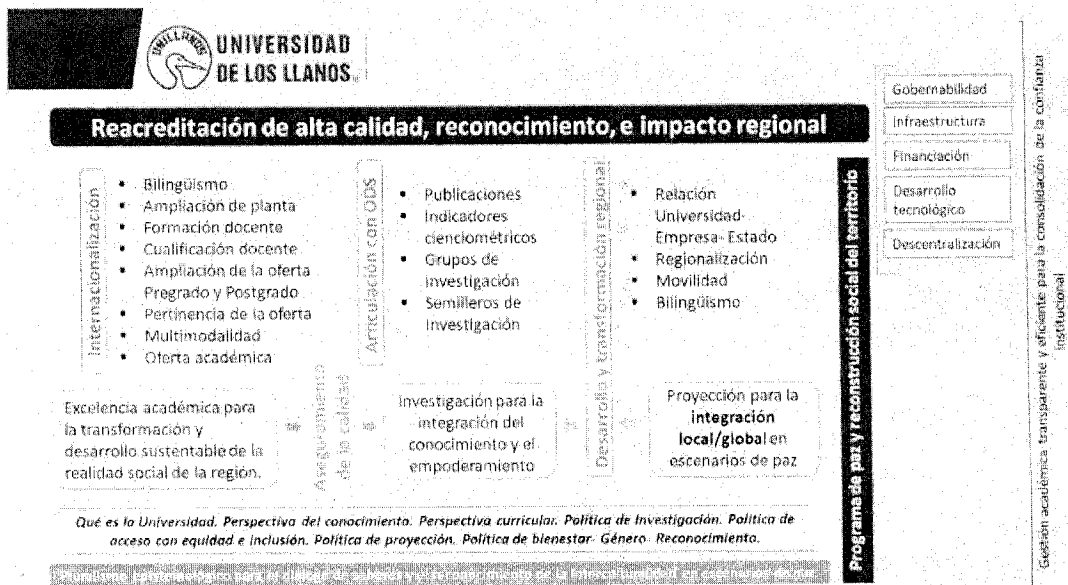 UNILLANOS
UNIVERSIDAD
DE LOS LLANOS
Reacreditación de alta calidad, reconocimiento, e impacto regional
Internacionalización
• Bilingüismo
• Ampliación de planta
• Formación docente
• Cualificación docente
• Ampliación de la oferta
Pregrado y Postgrado
• Pertinencia de la oferta
• Multimodalidad
• Oferta académica
Articulación con ODS
• Publicaciones
• Indicadores
cienciométricos
• Grupos de
investigación
• Semilleros de
Investigación
Desarrollo y transformación regional
• Relación
Universidad-
Empresa- Estado
• Regionalización
• Movilidad
• Bilingüismo
Excelencia académica para
la transformación y
desarrollo sustentable de la
realidad social de la región.
Aseguramiento
de la calidad
Investigación para la
integración del
conocimiento y el
empoderamiento
Proyección para la
integración
local/global en
escenarios de paz
Qué es la Universidad. Perspectiva del conocimiento. Perspectiva curricular. Política de Investigación. Política de
acceso con equidad e inclusión. Política de proyección. Política de bienestar- Género- Reconocimiento.
Programa de paz y reconstrucción social del territorio
Gobernabilidad
Infraestructura
Financiación
Desarrollo
tecnológico
Descentralización
Gestión académica transparente y eficiente para la consolidación de la confianza
institucional